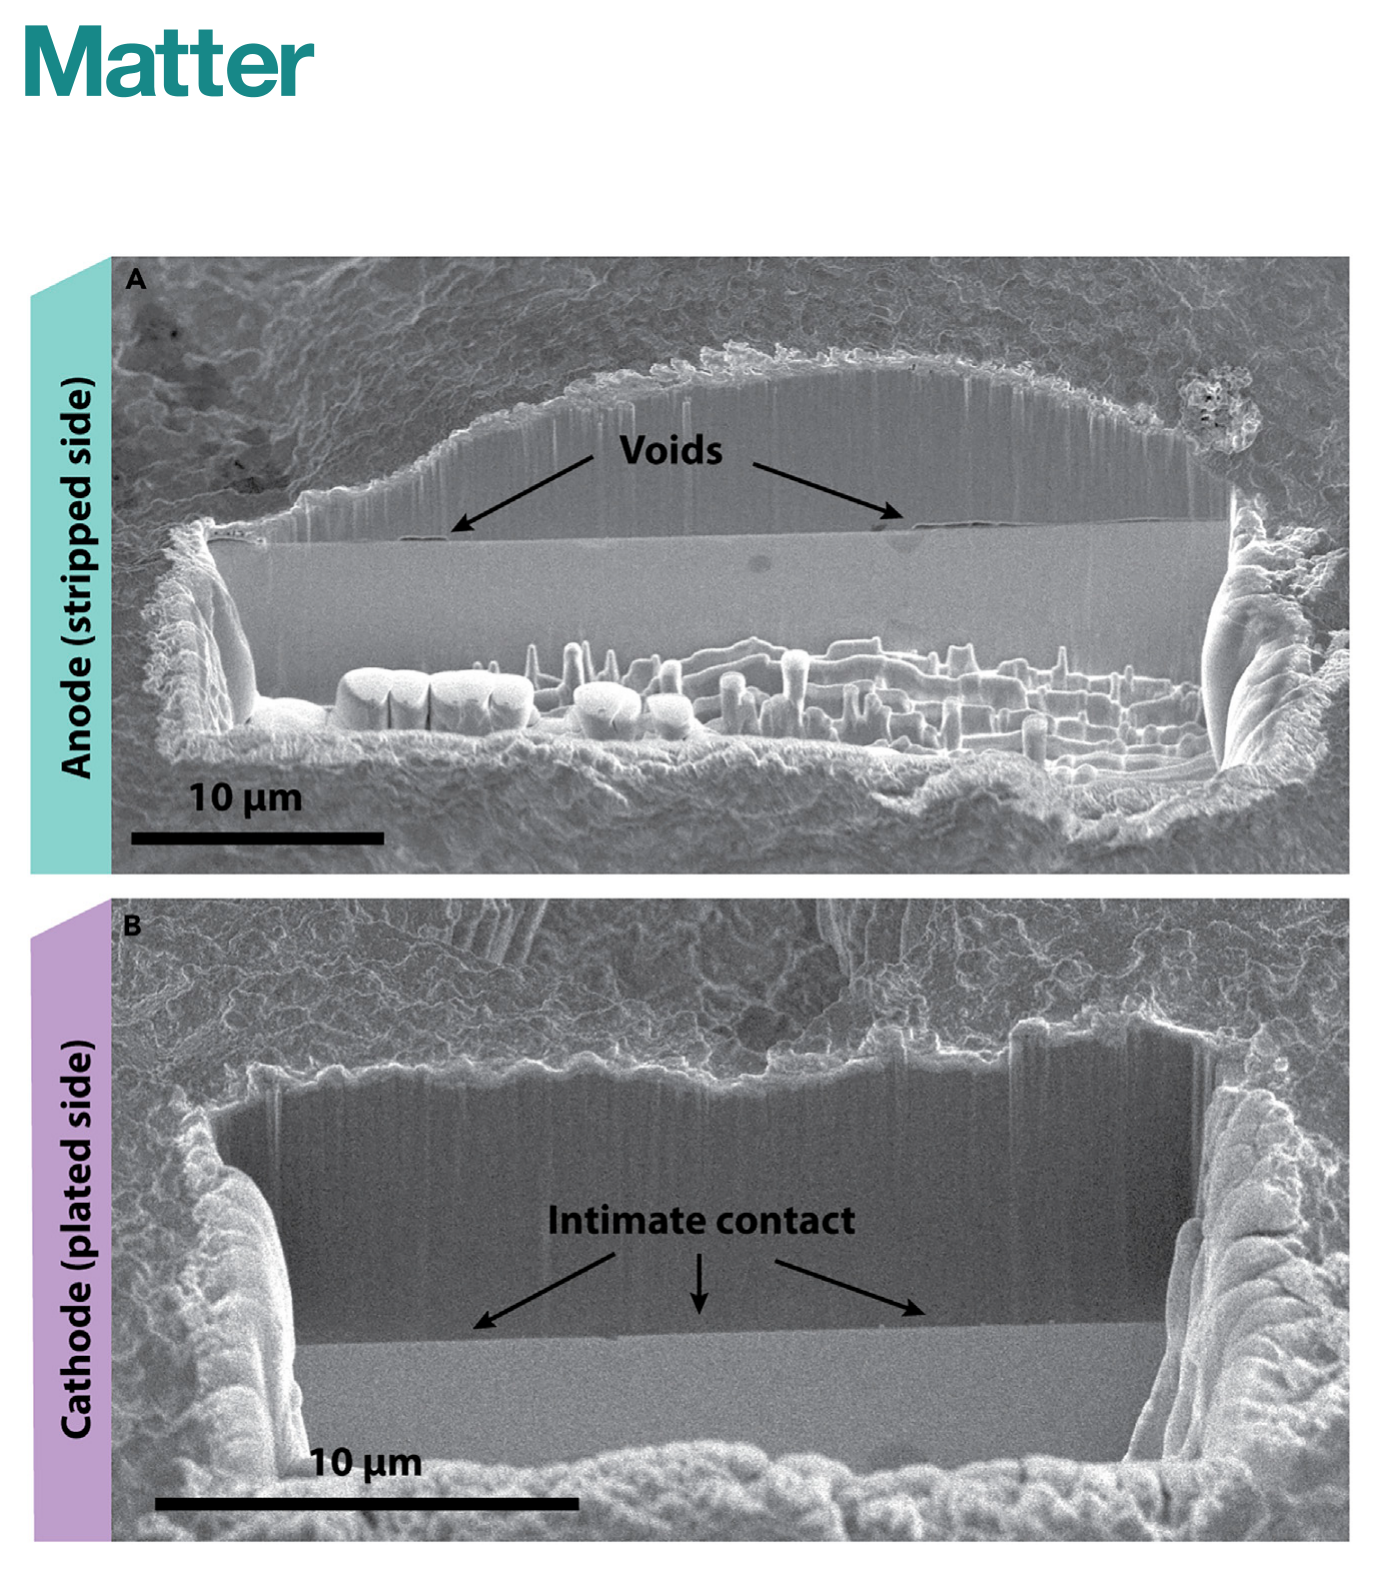 Matter
A
Anode (stripped side)
Voids
10 μm
B
Cathode (plated side)
Intimate contact
10 μm